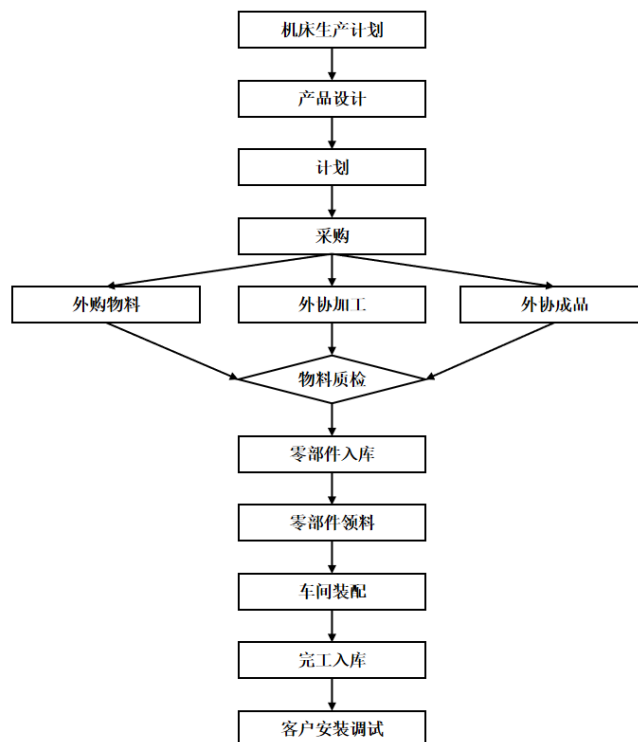 机床生产计划
产品设计
计划
采购
外购物料
外协加工
外协成品
物料质检
零部件入库
零部件领料
车间装配
完工入库
客户安装调试